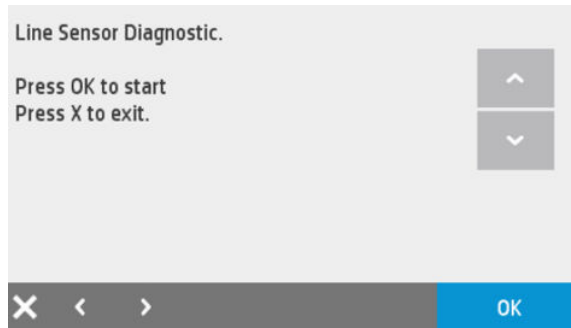 Line Sensor Diagnostic.
Press OK to start
Press X to exit.
OK